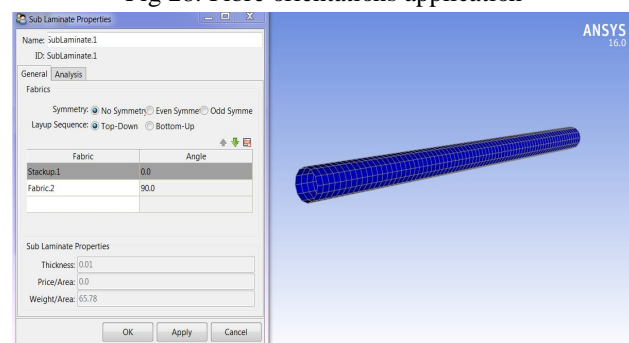 Fig 28. Fibre orientations application
Sub Laminate Properties
Name: SubLaminate.1
ID: SubLaminate.1
General Analysis
Fabrics
Symmetry: No Symmetry Even Symme Odd Symme
Layup Sequence: Top-Down Bottom-Up
Fabric Angle
Stackup.1 0.0
Fabric.2 90.0
Sub Laminate Properties
Thickness: 0.01
Price/Area: 0.0
Weight/Area: 65.78
OK Apply Cancel
ANSYS
16.0